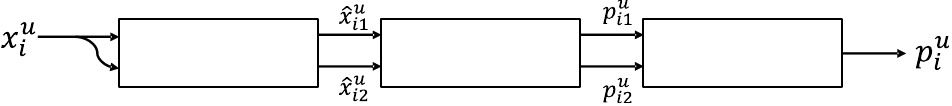 x_i^u
x̂_{i1}^u
x̂_{i2}^u
p_{i1}^u
p_{i2}^u
p_i^u